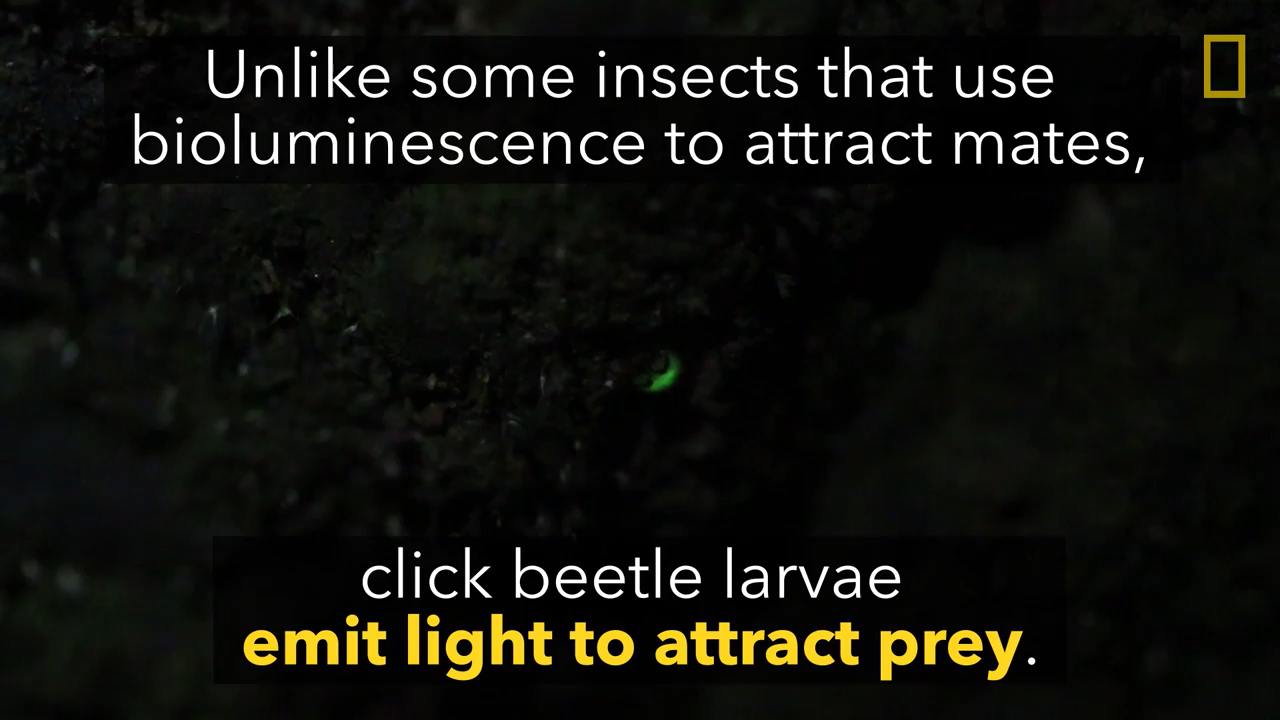 Unlike some insects that use
bioluminescence to attract mates,
click beetle larvae
emit light to attract prey.